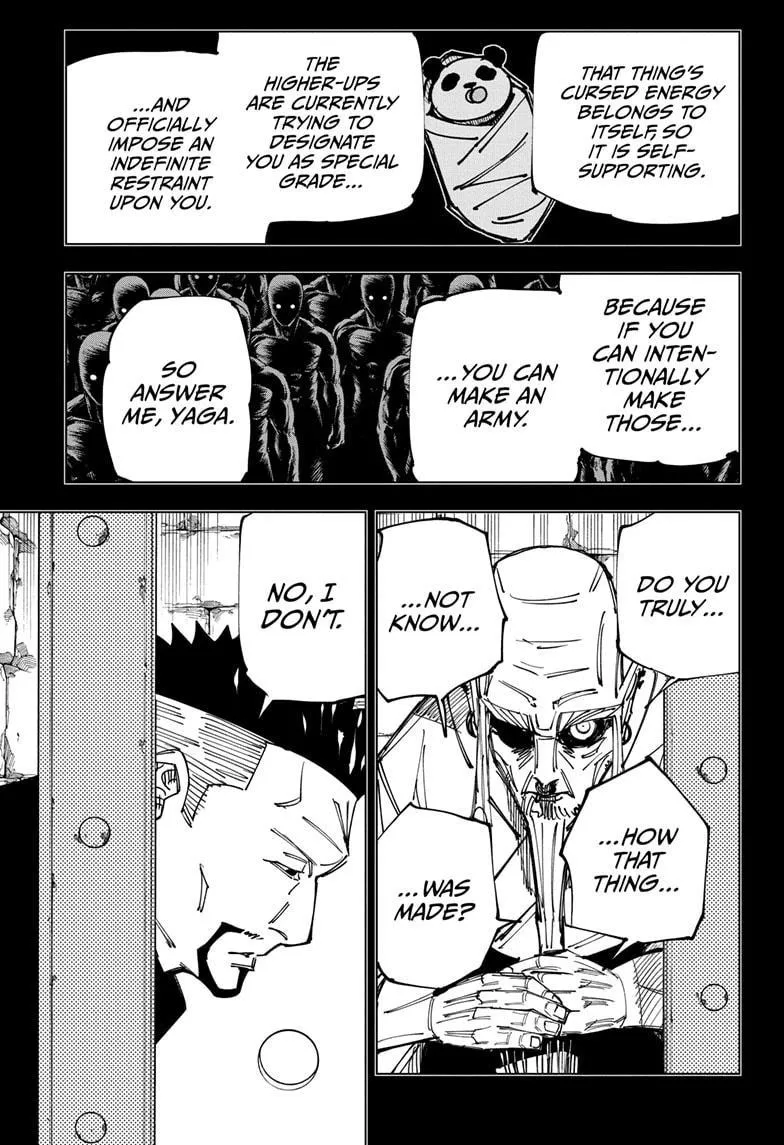 THAT THING'S
CURSED ENERGY
BELONGS TO
ITSELF, SO
IT IS SELF-
SUPPORTING.
THE
HIGHER-UPS
ARE CURRENTLY
TRYING TO
DESIGNATE
YOU AS SPECIAL
GRADE...
...AND
OFFICIALLY
IMPOSE AN
INDEFINITE
RESTRAINT
UPON YOU.
BECAUSE
IF YOU
CAN INTEN-
TIONALLY
MAKE
THOSE...
...YOU CAN
MAKE AN
ARMY.
SO
ANSWER
ME, YAGA.
DO YOU
TRULY...
...NOT
KNOW...
...HOW
THAT
THING...
...WAS
MADE?
NO, I
DON'T.